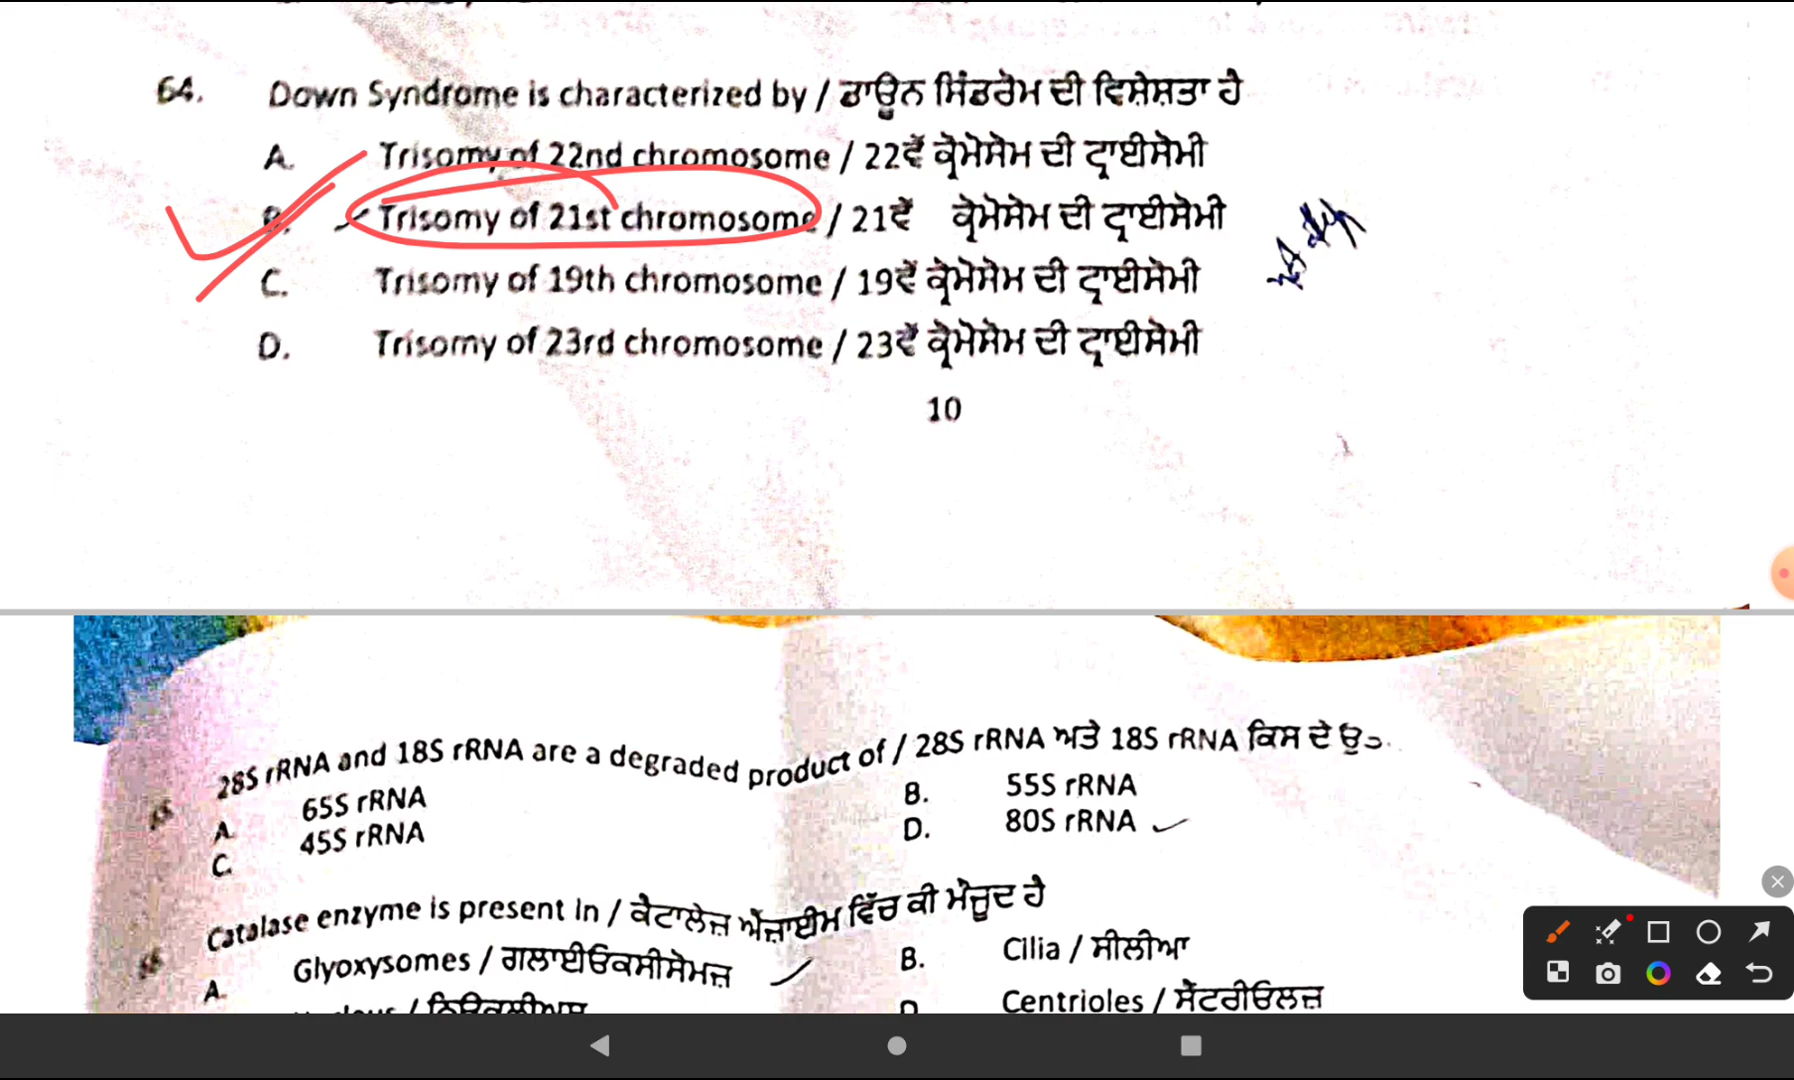 64. Down Syndrome is characterized by / ਡਾਊਨ ਸਿੰਡਰੋਮ ਦੀ ਵਿਸ਼ੇਸ਼ਤਾ ਹੈ
A. Trisomy of 22nd chromosome / 22ਵੇਂ ਕ੍ਰੋਮੋਸੋਮ ਦੀ ਟ੍ਰਾਈਸੋਮੀ
B. Trisomy of 21st chromosome / 21ਵੇਂ ਕ੍ਰੋਮੋਸੋਮ ਦੀ ਟ੍ਰਾਈਸੋਮੀ
C. Trisomy of 19th chromosome / 19ਵੇਂ ਕ੍ਰੋਮੋਸੋਮ ਦੀ ਟ੍ਰਾਈਸੋਮੀ
D. Trisomy of 23rd chromosome / 23ਵੇਂ ਕ੍ਰੋਮੋਸੋਮ ਦੀ ਟ੍ਰਾਈਸੋਮੀ
10
28S rRNA and 18S rRNA are a degraded product of / 28S rRNA ਅਤੇ 18S rRNA ਕਿਸ ਦੇ
A. 65S rRNA B. 55S rRNA
C. 45S rRNA D. 80S rRNA
Catalase enzyme is present in / ਕੈਟਾਲੇਜ਼ ਐਂਜ਼ਾਈਮ ਵਿੱਚ ਕੀ ਮੌਜੂਦ ਹੈ
A. Glyoxysomes / ਗਲਾਈਓਕਸੀਸੋਮਜ਼ B. Cilia / ਸੀਲੀਆ
Centrioles / ਸੈਂਟਰੀਓਲਜ਼